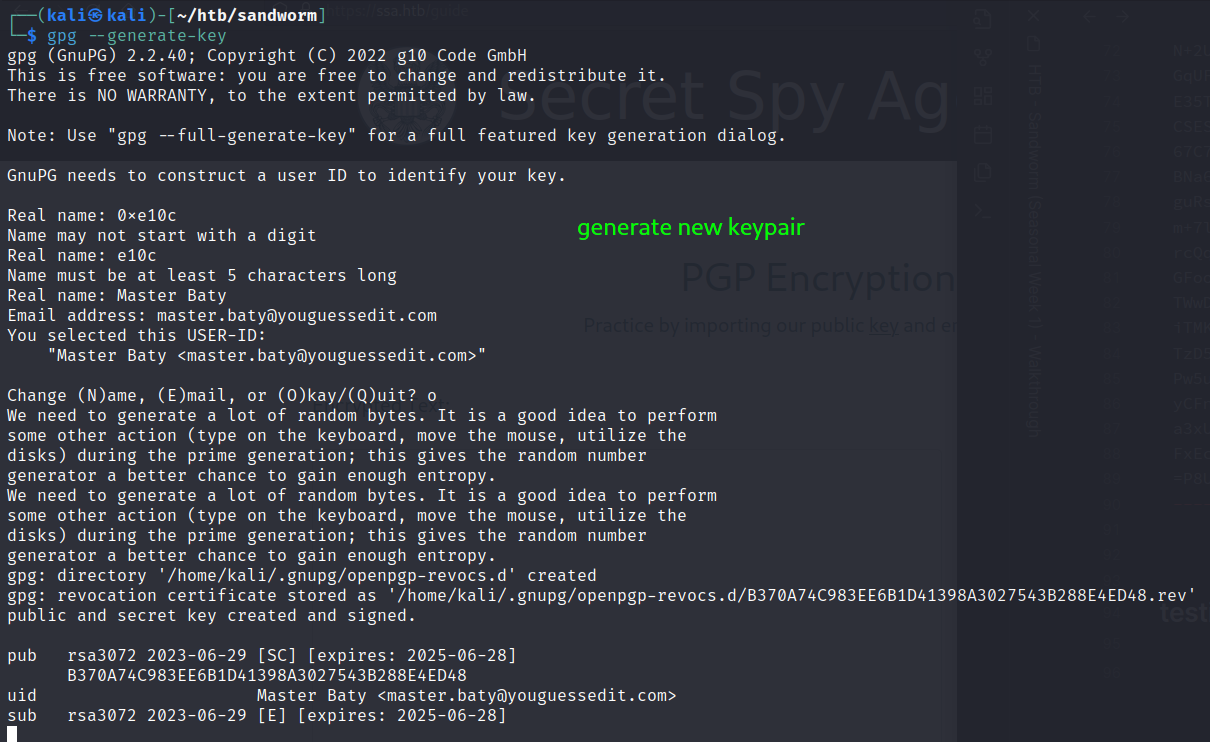 ┌──(kali㉿kali)-[~/htb/sandworm]
└─$ gpg --generate-key
gpg (GnuPG) 2.2.40; Copyright (C) 2022 g10 Code GmbH
This is free software: you are free to change and redistribute it.
There is NO WARRANTY, to the extent permitted by law.
Secret Spy Ag
Note: Use "gpg --full-generate-key" for a full featured key generation dialog.
GnuPG needs to construct a user ID to identify your key.
Real name: 0×e10c
generate new keypair
Name may not start with a digit
Real name: e10c
Name must be at least 5 characters long
PGP Encryption
Real name: Master Baty
Email address: master.baty@youguessedit.com
Practice by importing our public key and en
You selected this USER-ID:
"Master Baty <master.baty@youguessedit.com>"
Change (N)ame, (E)mail, or (O)kay/(Q)uit? o
We need to generate a lot of random bytes. It is a good idea to perform
some other action (type on the keyboard, move the mouse, utilize the
disks) during the prime generation; this gives the random number
generator a better chance to gain enough entropy.
We need to generate a lot of random bytes. It is a good idea to perform
some other action (type on the keyboard, move the mouse, utilize the
disks) during the prime generation; this gives the random number
generator a better chance to gain enough entropy.
gpg: directory '/home/kali/.gnupg/openpgp-revocs.d' created
gpg: revocation certificate stored as '/home/kali/.gnupg/openpgp-revocs.d/B370A74C983EE6B1D41398A3027543B288E4ED48.rev'
public and secret key created and signed.
test
pub   rsa3072 2023-06-29 [SC] [expires: 2025-06-28]
B370A74C983EE6B1D41398A3027543B288E4ED48
uid                      Master Baty <master.baty@youguessedit.com>
sub   rsa3072 2023-06-29 [E] [expires: 2025-06-28]